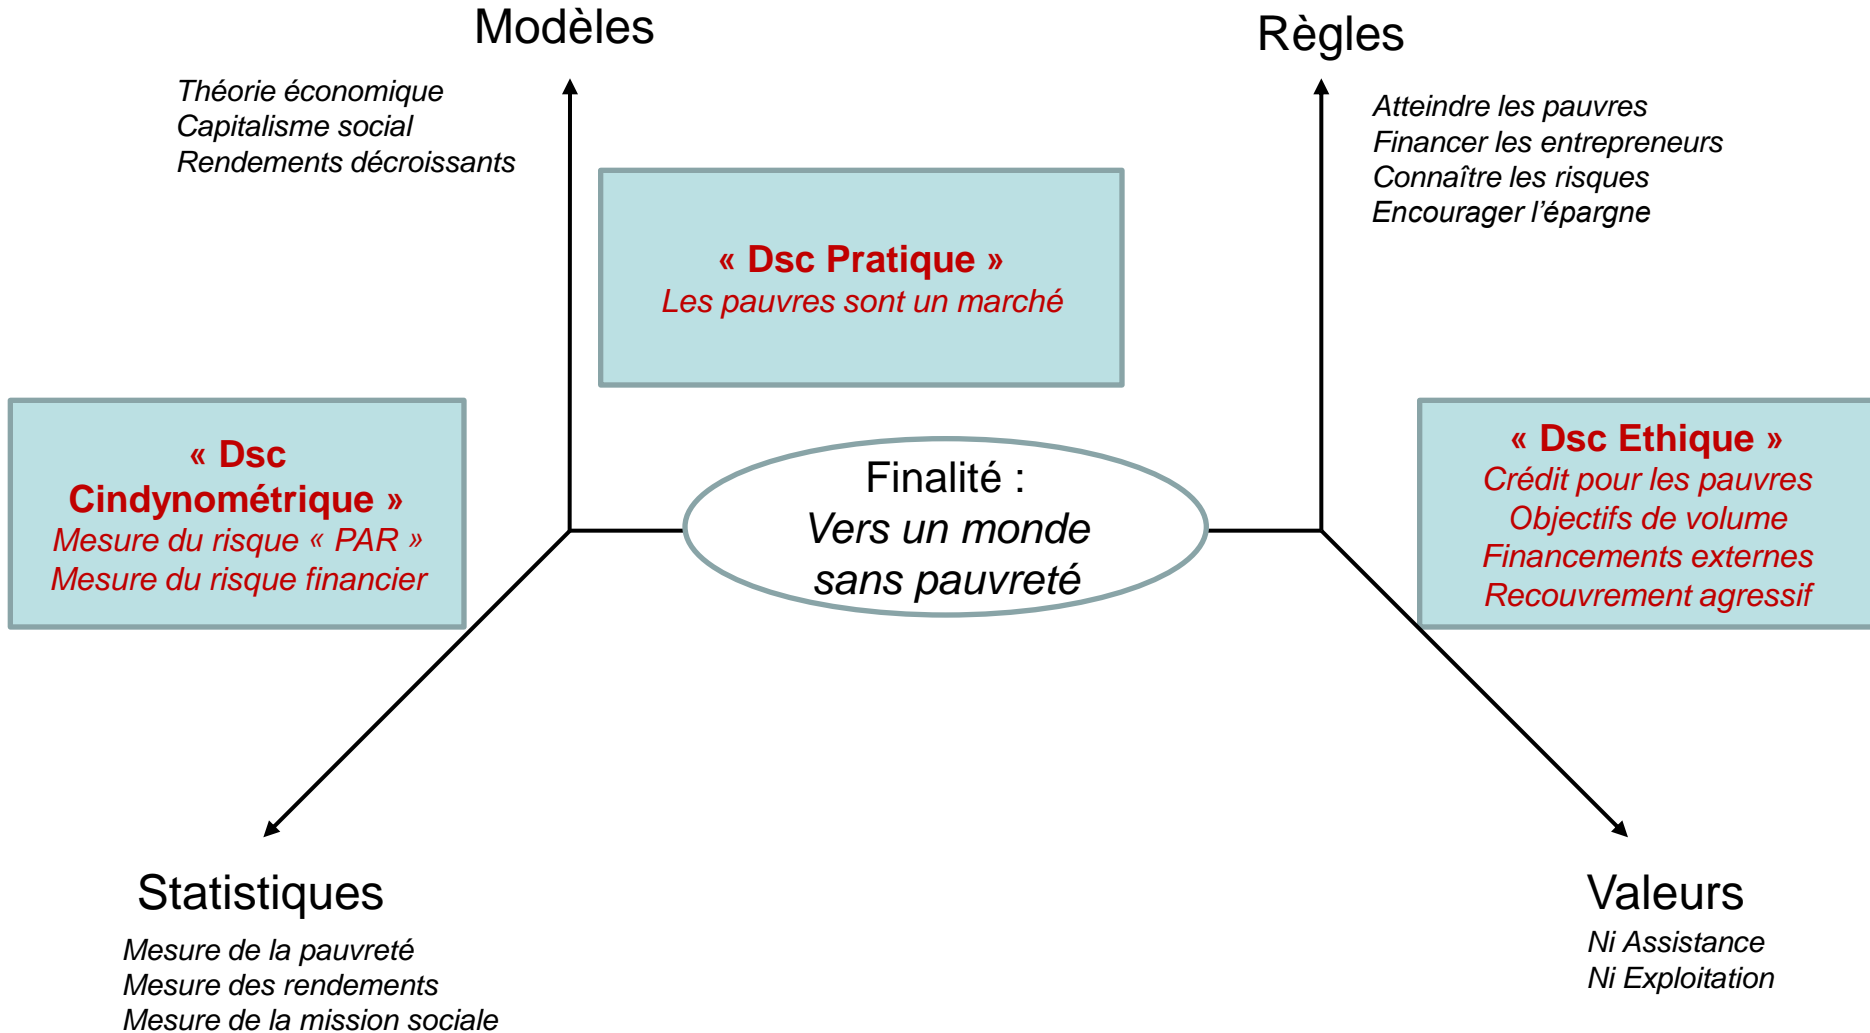 Modèles
Théorie économique
Capitalisme social
Rendements décroissants
Règles
Atteindre les pauvres
Financer les entrepreneurs
Connaître les risques
Encourager l'épargne
« Dsc Pratique »
Les pauvres sont un marché
« Dsc
Cindynométrique »
Mesure du risque « PAR »
Mesure du risque financier
Finalité :
Vers un monde
sans pauvreté
« Dsc Ethique »
Crédit pour les pauvres
Objectifs de volume
Financements externes
Recouvrement agressif
Statistiques
Mesure de la pauvreté
Mesure des rendements
Mesure de la mission sociale
Valeurs
Ni Assistance
Ni Exploitation